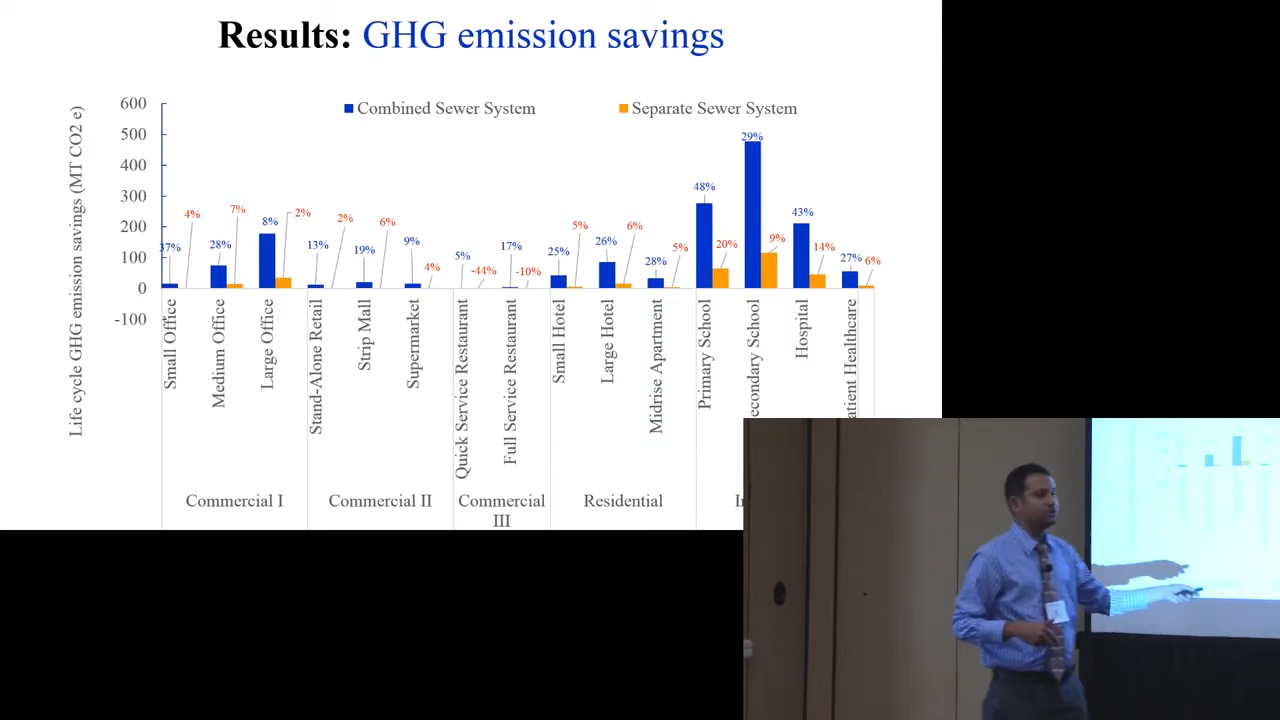 Results: GHG emission savings
Life cycle GHG emission savings (MT CO2 e)
600
500
400
300
200
100
0
-100
Combined Sewer System
Separate Sewer System
37%
4%
28%
7%
8%
2%
13%
2%
19%
6%
9%
4%
5%
-44%
17%
-10%
25%
5%
26%
6%
28%
5%
48%
20%
29%
9%
43%
14%
27%
6%
Small Office
Medium Office
Large Office
Stand-Alone Retail
Strip Mall
Supermarket
Quick Service Restaurant
Full Service Restaurant
Small Hotel
Large Hotel
Midrise Apartment
Primary School
econdary School
Hospital
atient Healthcare
Commercial I
Commercial II
Commercial
III
Residential